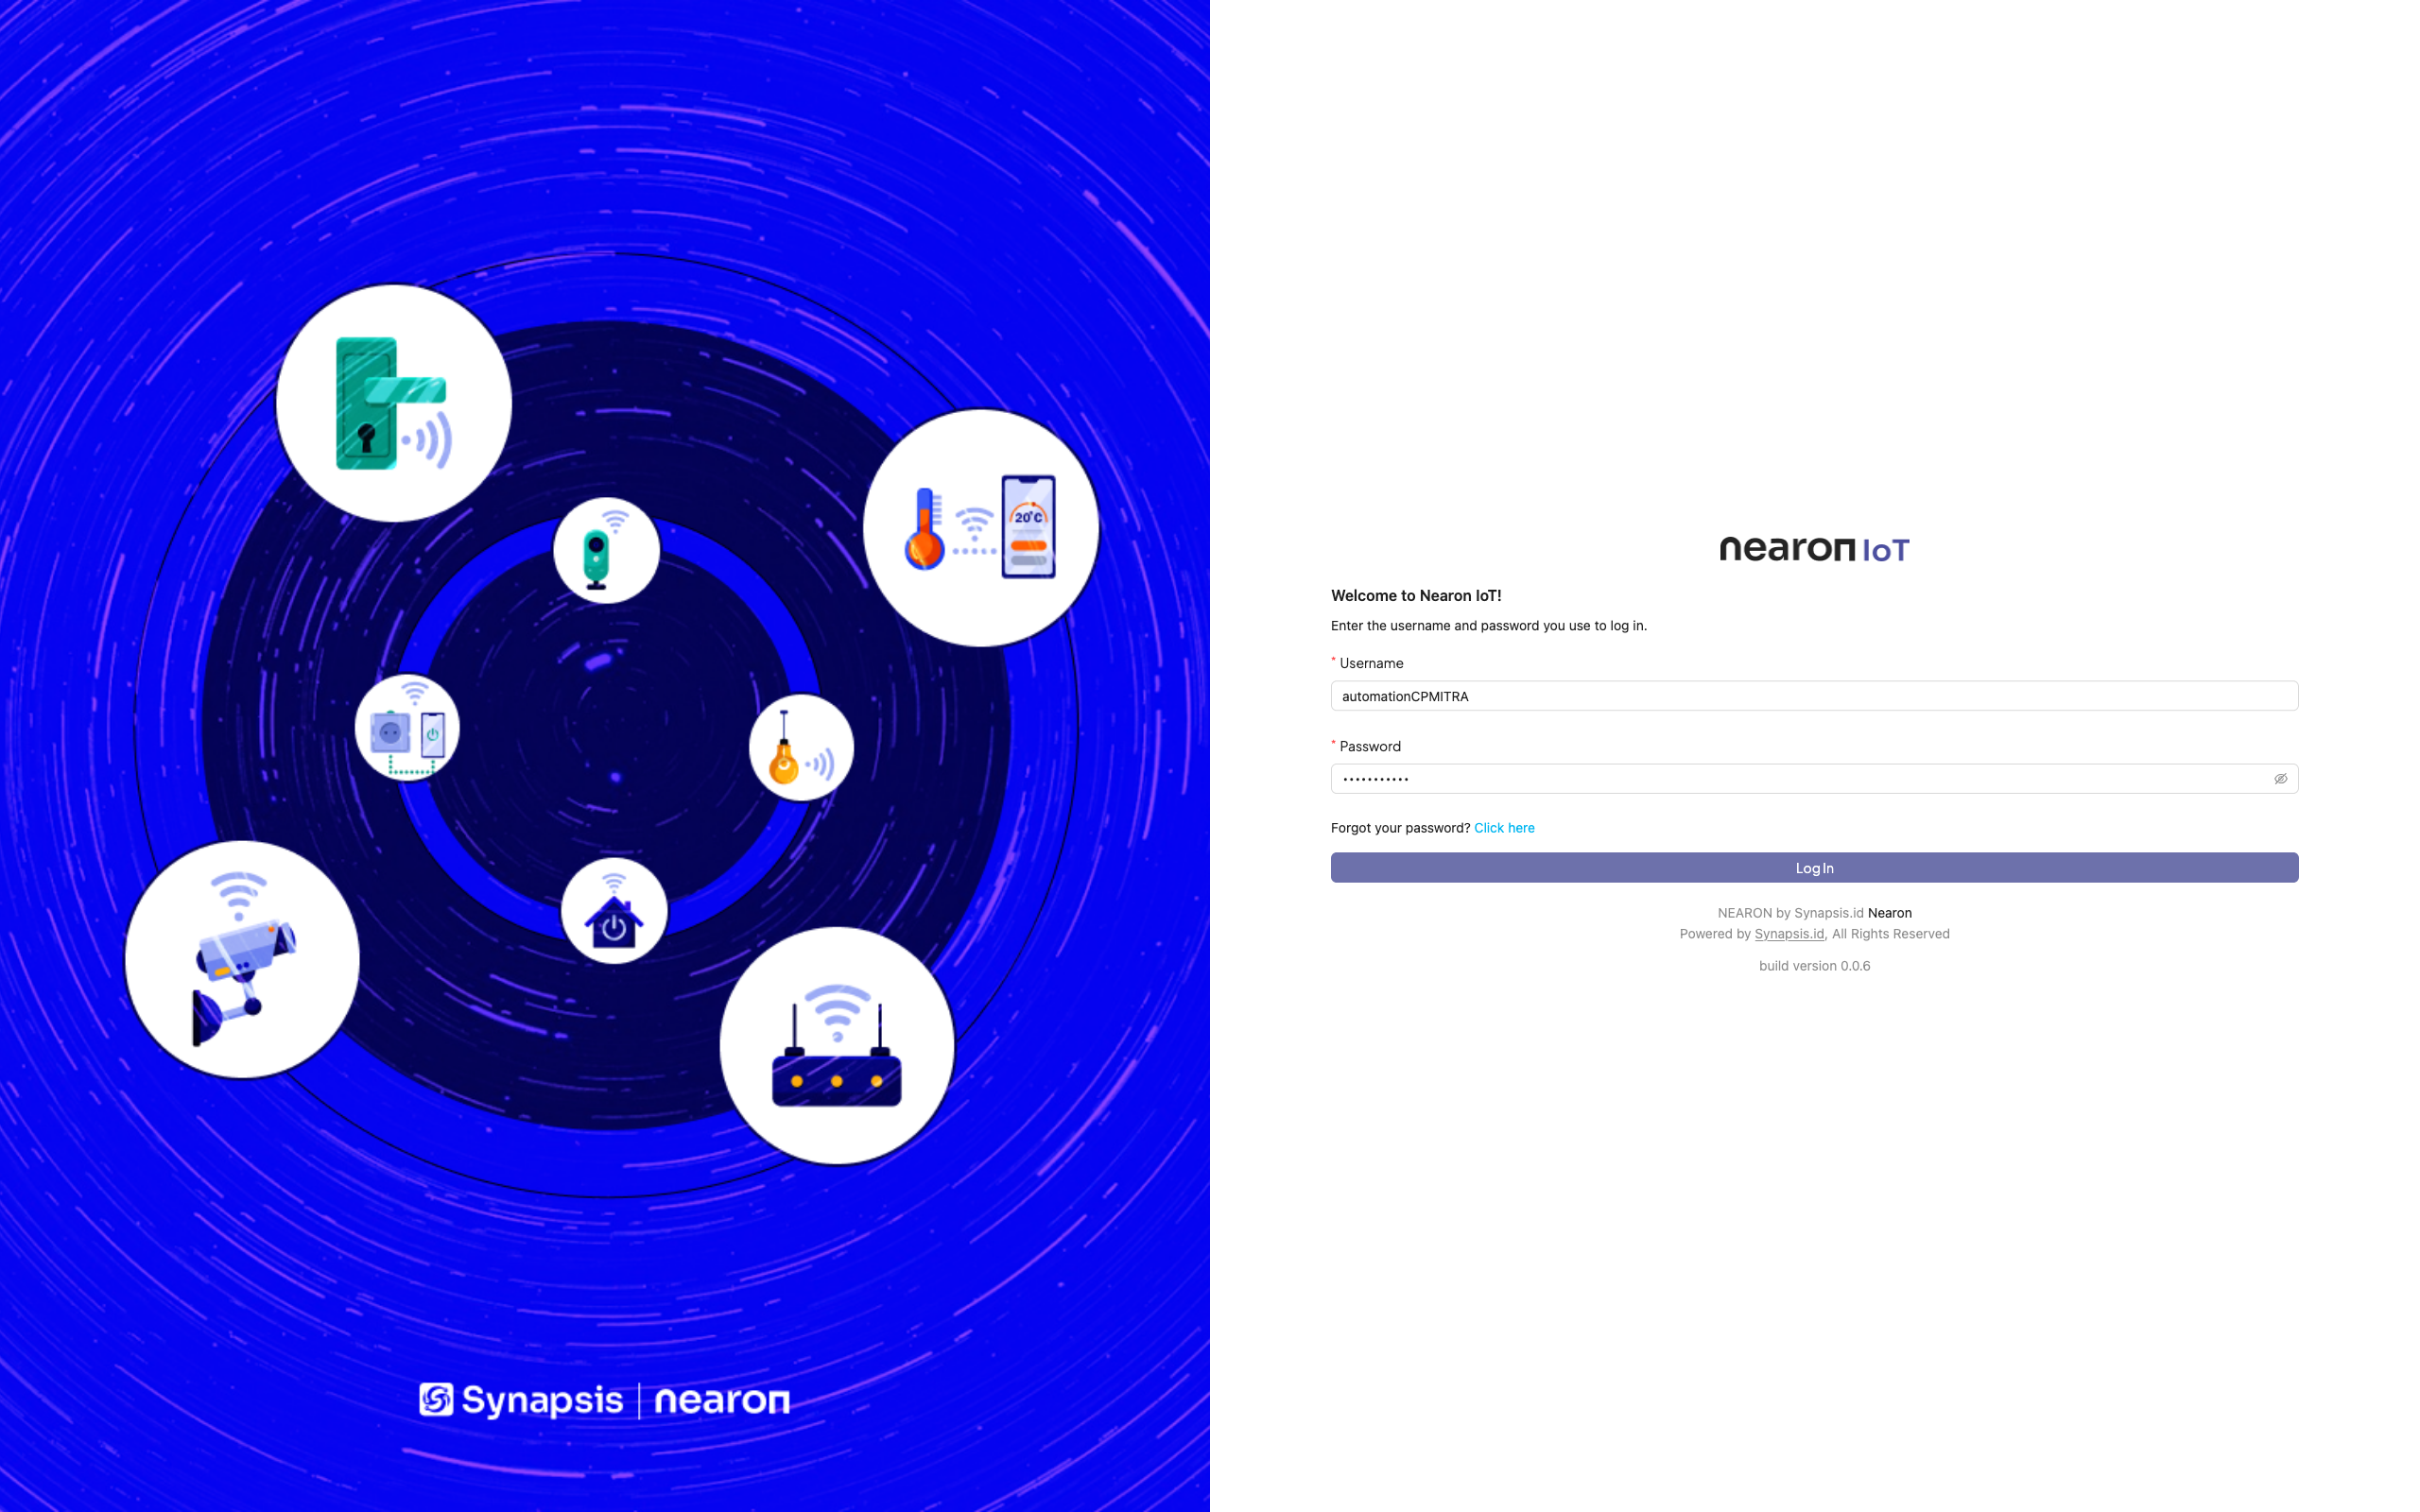 20°C
Synapsis | nearon
nearon IoT
Welcome to Nearon IoT!
Enter the username and password you use to log in.
* Username
automationCPMITRA
* Password
•••••••••••
Forgot your password? Click here
Log In
NEARON by Synapsis.id Nearon
Powered by Synapsis.id, All Rights Reserved
build version 0.0.6